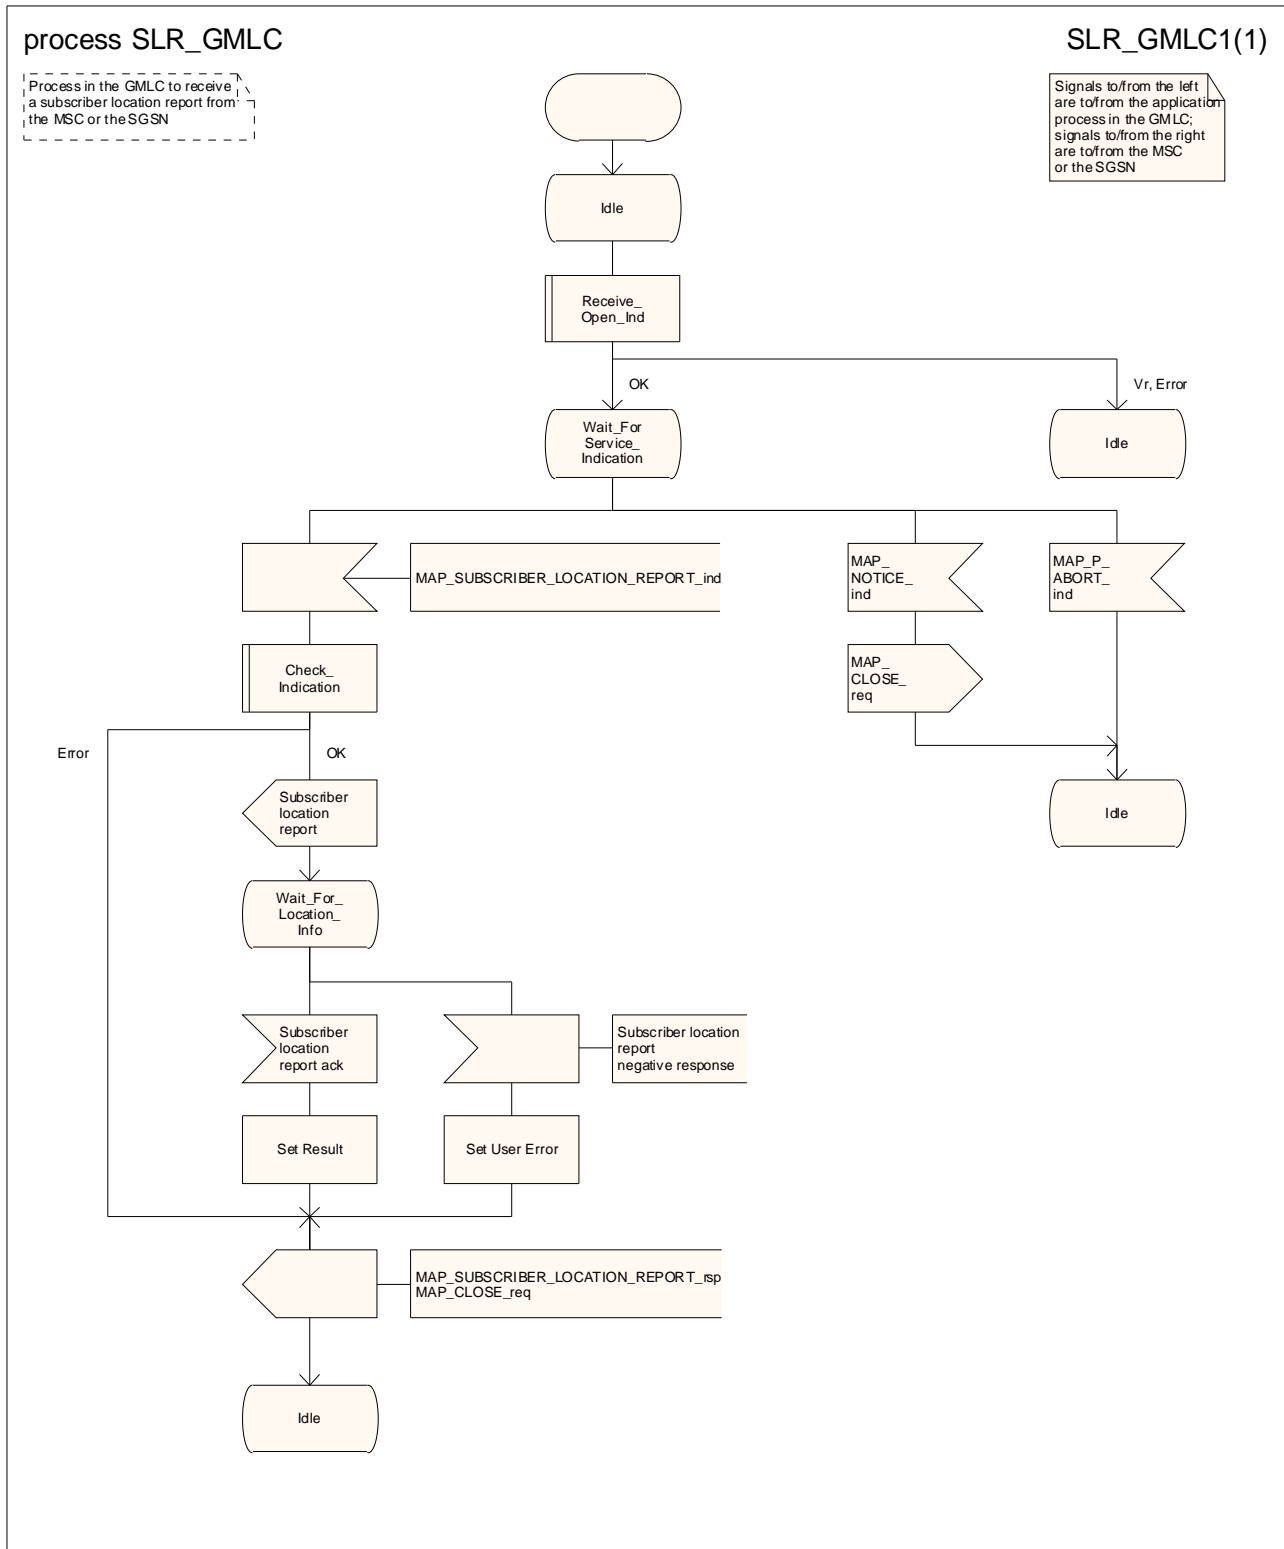 process SLR_GMLC
SLR_GMLC1(1)
Process in the GMLC to receive
a subscriber location report from
the MSC or the SGSN
Signals to/from the left
are to/from the application
process in the GMLC;
signals to/from the right
are to/from the MSC
or the SGSN
Idle
Receive_
Open_Ind
OK
Vr, Error
Wait_For
Service_
Indication
Idle
MAP_SUBSCRIBER_LOCATION_REPORT_ind
MAP_
NOTICE_
ind
MAP_P_
ABORT_
ind
Check_
Indication
MAP_
CLOSE_
req
Error
OK
Subscriber
location
report
Idle
Wait_For_
Location_
Info
Subscriber
location
report ack
Subscriber location
report
negative response
Set Result
Set User Error
MAP_SUBSCRIBER_LOCATION_REPORT_rsp
MAP_CLOSE_req
Idle